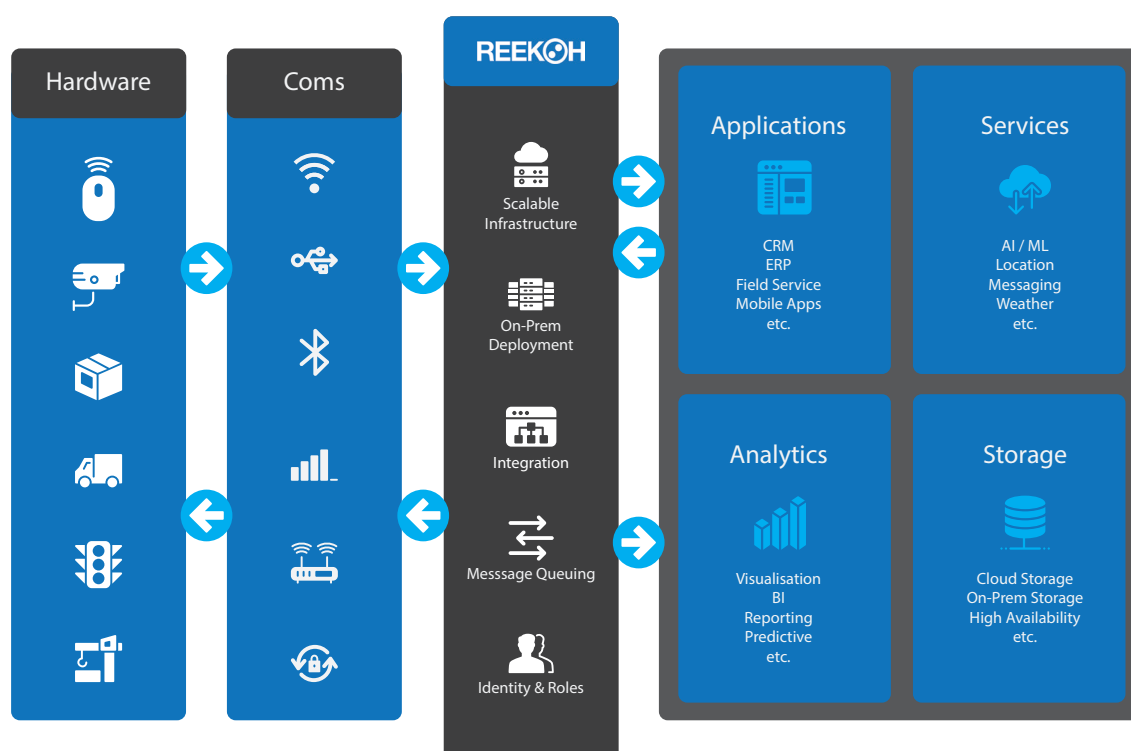 Hardware
Coms
REEKOH
Scalable
Infrastructure
On-Prem
Deployment
Integration
Messsage Queuing
Identity & Roles
Applications
CRM
ERP
Field Service
Mobile Apps
etc.
Services
AI / ML
Location
Messaging
Weather
etc.
Analytics
Visualisation
BI
Reporting
Predictive
etc.
Storage
Cloud Storage
On-Prem Storage
High Availability
etc.